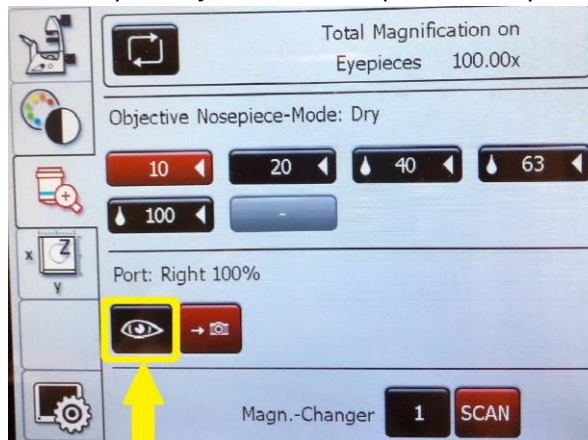 Total Magnification on
Eyepieces 100.00x
Objective Nosepiece-Mode: Dry
10 20 40 63
100 -
Port: Right 100%
Magn.-Changer 1 SCAN
x Z
y